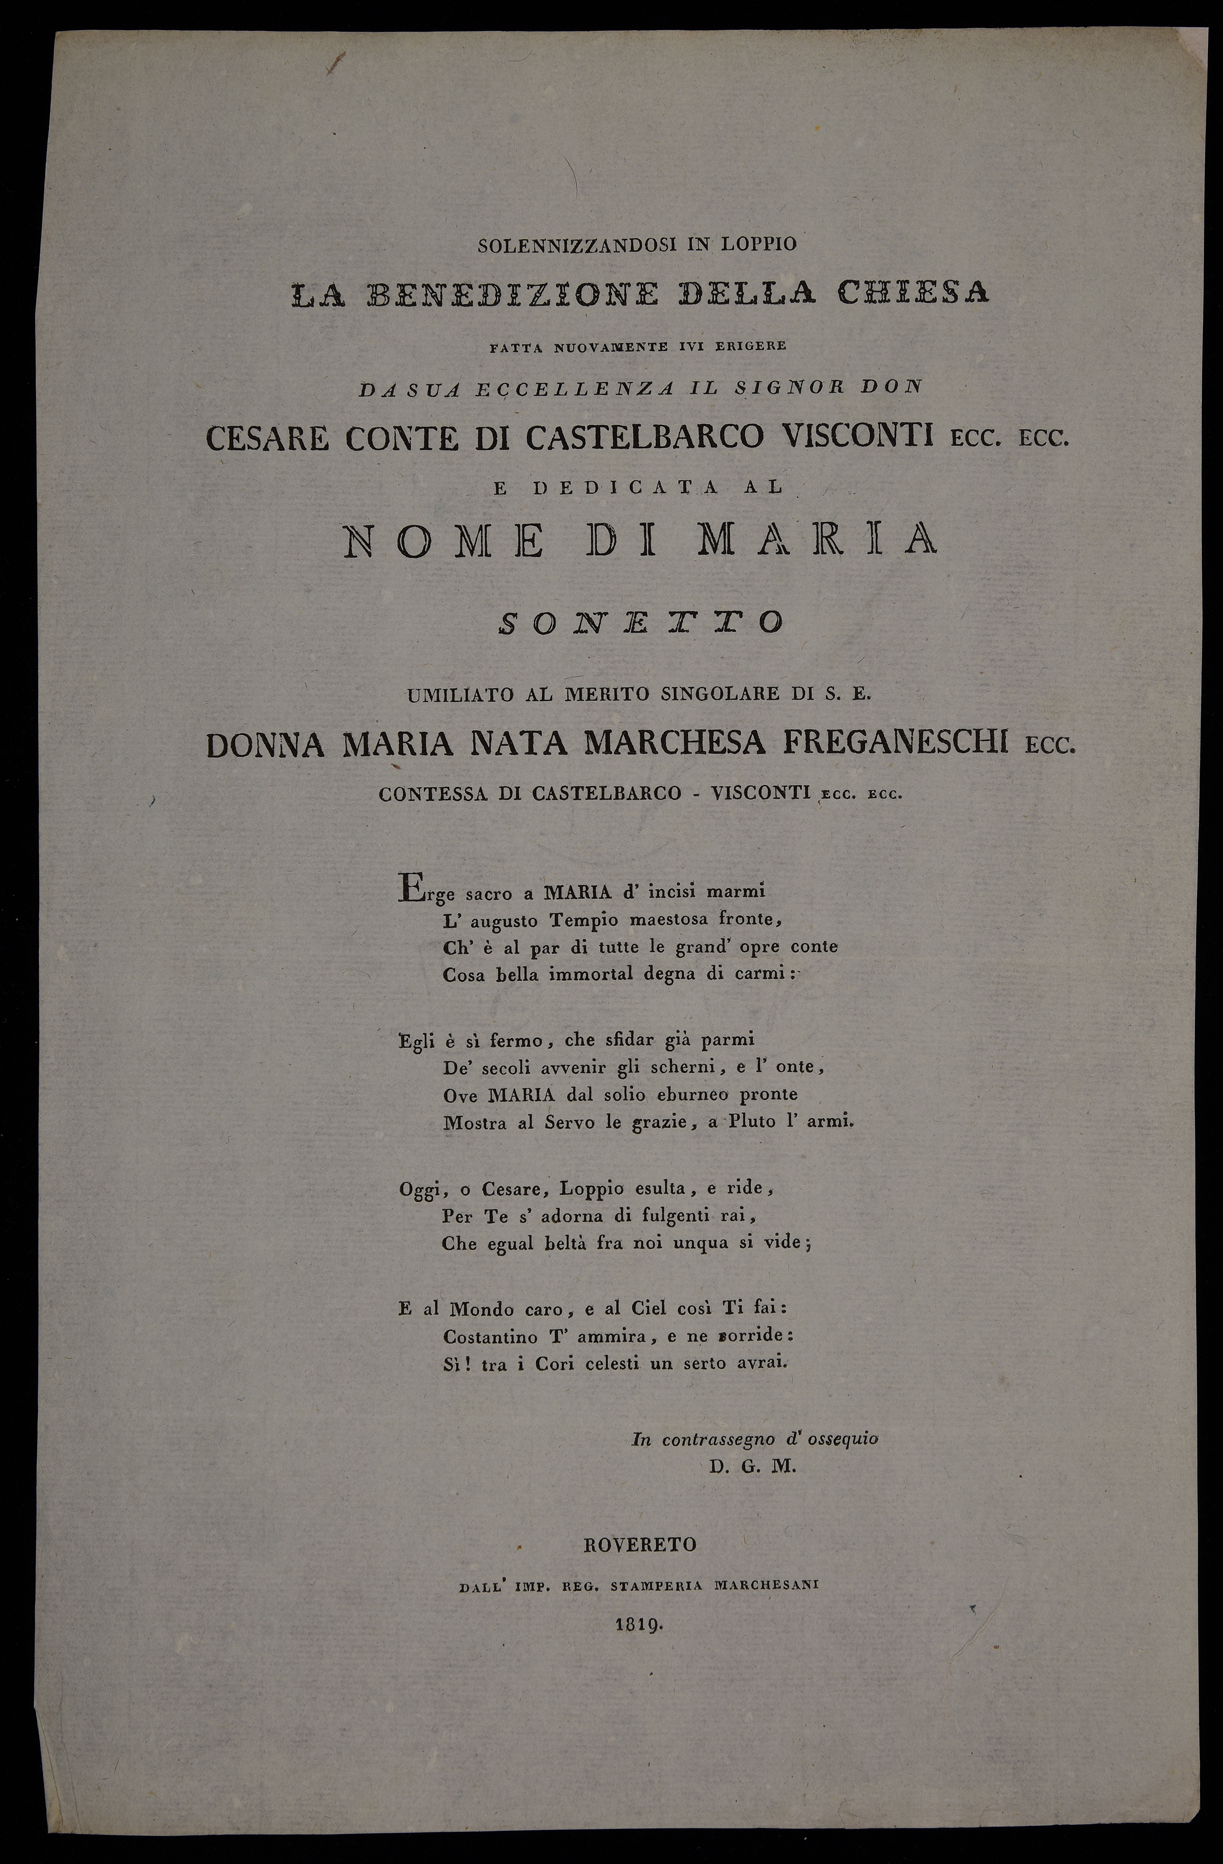 SOLENNIZZANDOSI IN LOPPIO
LA BENEDIZIONE DELLA CHIESA
FATTA NUOVAMENTE IVI ERIGERE
DA SUA ECCELLENZA IL SIGNOR DON
CESARE CONTE DI CASTELBARCO VISCONTI ECC. ECC.
E DEDICATA AL
NOME DI MARIA
SONETTO
UMILIATO AL MERITO SINGOLARE DI S. E.
DONNA MARIA NATA MARCHESA FREGANESCHI ECC.
CONTESSA DI CASTELBARCO - VISCONTI ECC. ECC.
Erge sacro a MARIA d' incisi marmi
L' augusto Tempio maestosa fronte,
Ch' è al par di tutte le grand' opre conte
Cosa bella immortal degna di carmi:
Egli è sì fermo, che sfidar già parmi
De' secoli avvenir gli scherni, e l' onte,
Ove MARIA dal solio eburneo pronte
Mostra al Servo le grazie, a Pluto l' armi.
Oggi, o Cesare, Loppio esulta, e ride,
Per Te s' adorna di fulgenti rai,
Che egual beltà fra noi unqua si vide;
E al Mondo caro, e al Ciel così Ti fai:
Costantino T' ammira, e ne sorride:
Sì! tra i Cori celesti un serto avrai.
In contrassegno d' ossequio
D. G. M.
ROVERETO
DALL' IMP. REG. STAMPERIA MARCHESANI
1819.